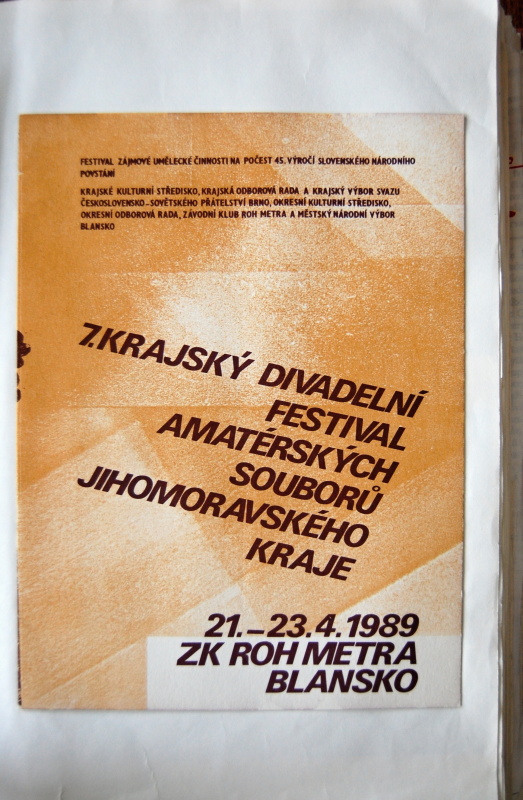 FESTIVAL ZÁJMOVÉ UMĚLECKÉ ČINNOSTI NA POČEST 45. VÝROČÍ SLOVENSKÉHO NÁRODNÍHO
POVSTÁNÍ
KRAJSKÉ KULTURNÍ STŘEDISKO, KRAJSKÁ ODBOROVÁ RADA A KRAJSKÝ VÝBOR SVAZU
ČESKOSLOVENSKO-SOVĚTSKÉHO PŘÁTELSTVÍ BRNO, OKRESNÍ KULTURNÍ STŘEDISKO,
OKRESNÍ ODBOROVÁ RADA, ZÁVODNÍ KLUB ROH METRA A MĚSTSKÝ NÁRODNÍ VÝBOR
BLANSKO
7. KRAJSKÝ DIVADELNÍ
FESTIVAL
AMATÉRSKÝCH
SOUBORŮ
JIHOMORAVSKÉHO
KRAJE
21.–23.4.1989
ZK ROH METRA
BLANSKO